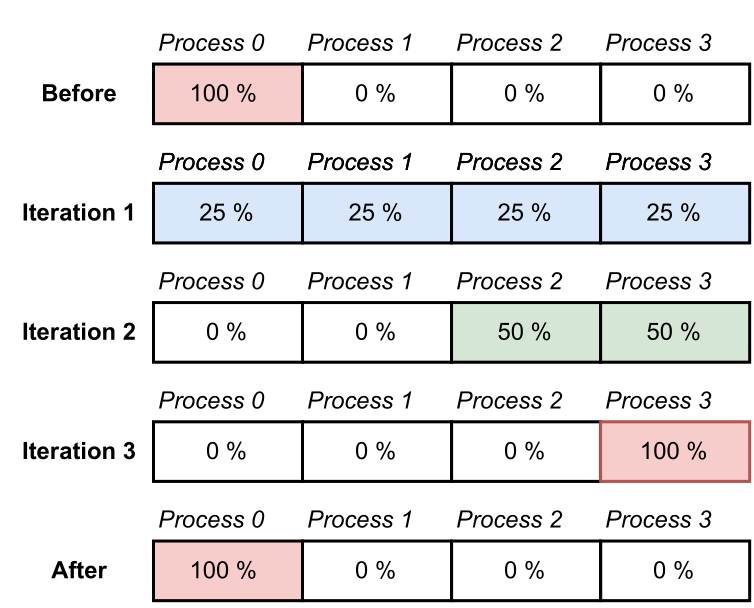 Process 0 Process 1 Process 2 Process 3
Before 100 % 0 % 0 % 0 %
Process 0 Process 1 Process 2 Process 3
Iteration 1 25 % 25 % 25 % 25 %
Process 0 Process 1 Process 2 Process 3
Iteration 2 0 % 0 % 50 % 50 %
Process 0 Process 1 Process 2 Process 3
Iteration 3 0 % 0 % 0 % 100 %
Process 0 Process 1 Process 2 Process 3
After 100 % 0 % 0 % 0 %